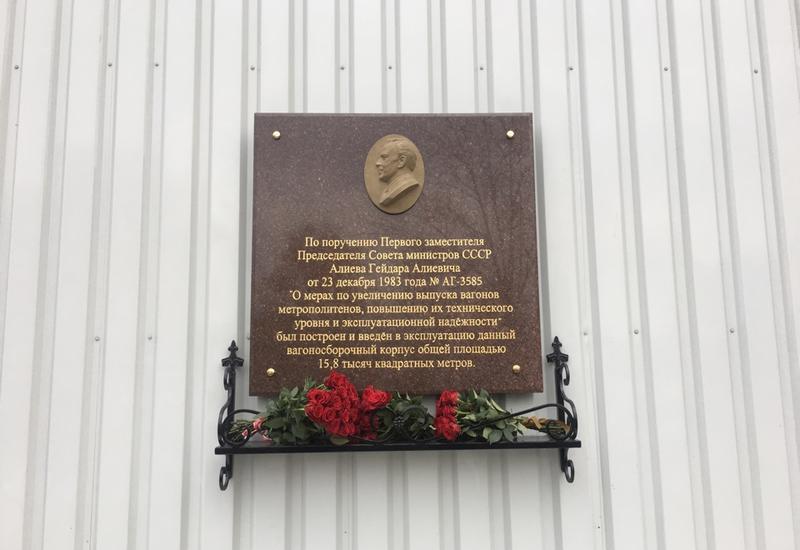 По поручению Первого заместителя
Председателя Совета министров СССР
Алиева Гейдара Алиевича
от 23 декабря 1983 года № АГ-3585
"О мерах по увеличению выпуска вагонов
метрополитенов, повышению их технического
уровня и эксплуатационной надёжности"
был построен и введён в эксплуатацию данный
вагоносборочный корпус общей площадью
15,8 тысяч квадратных метров.